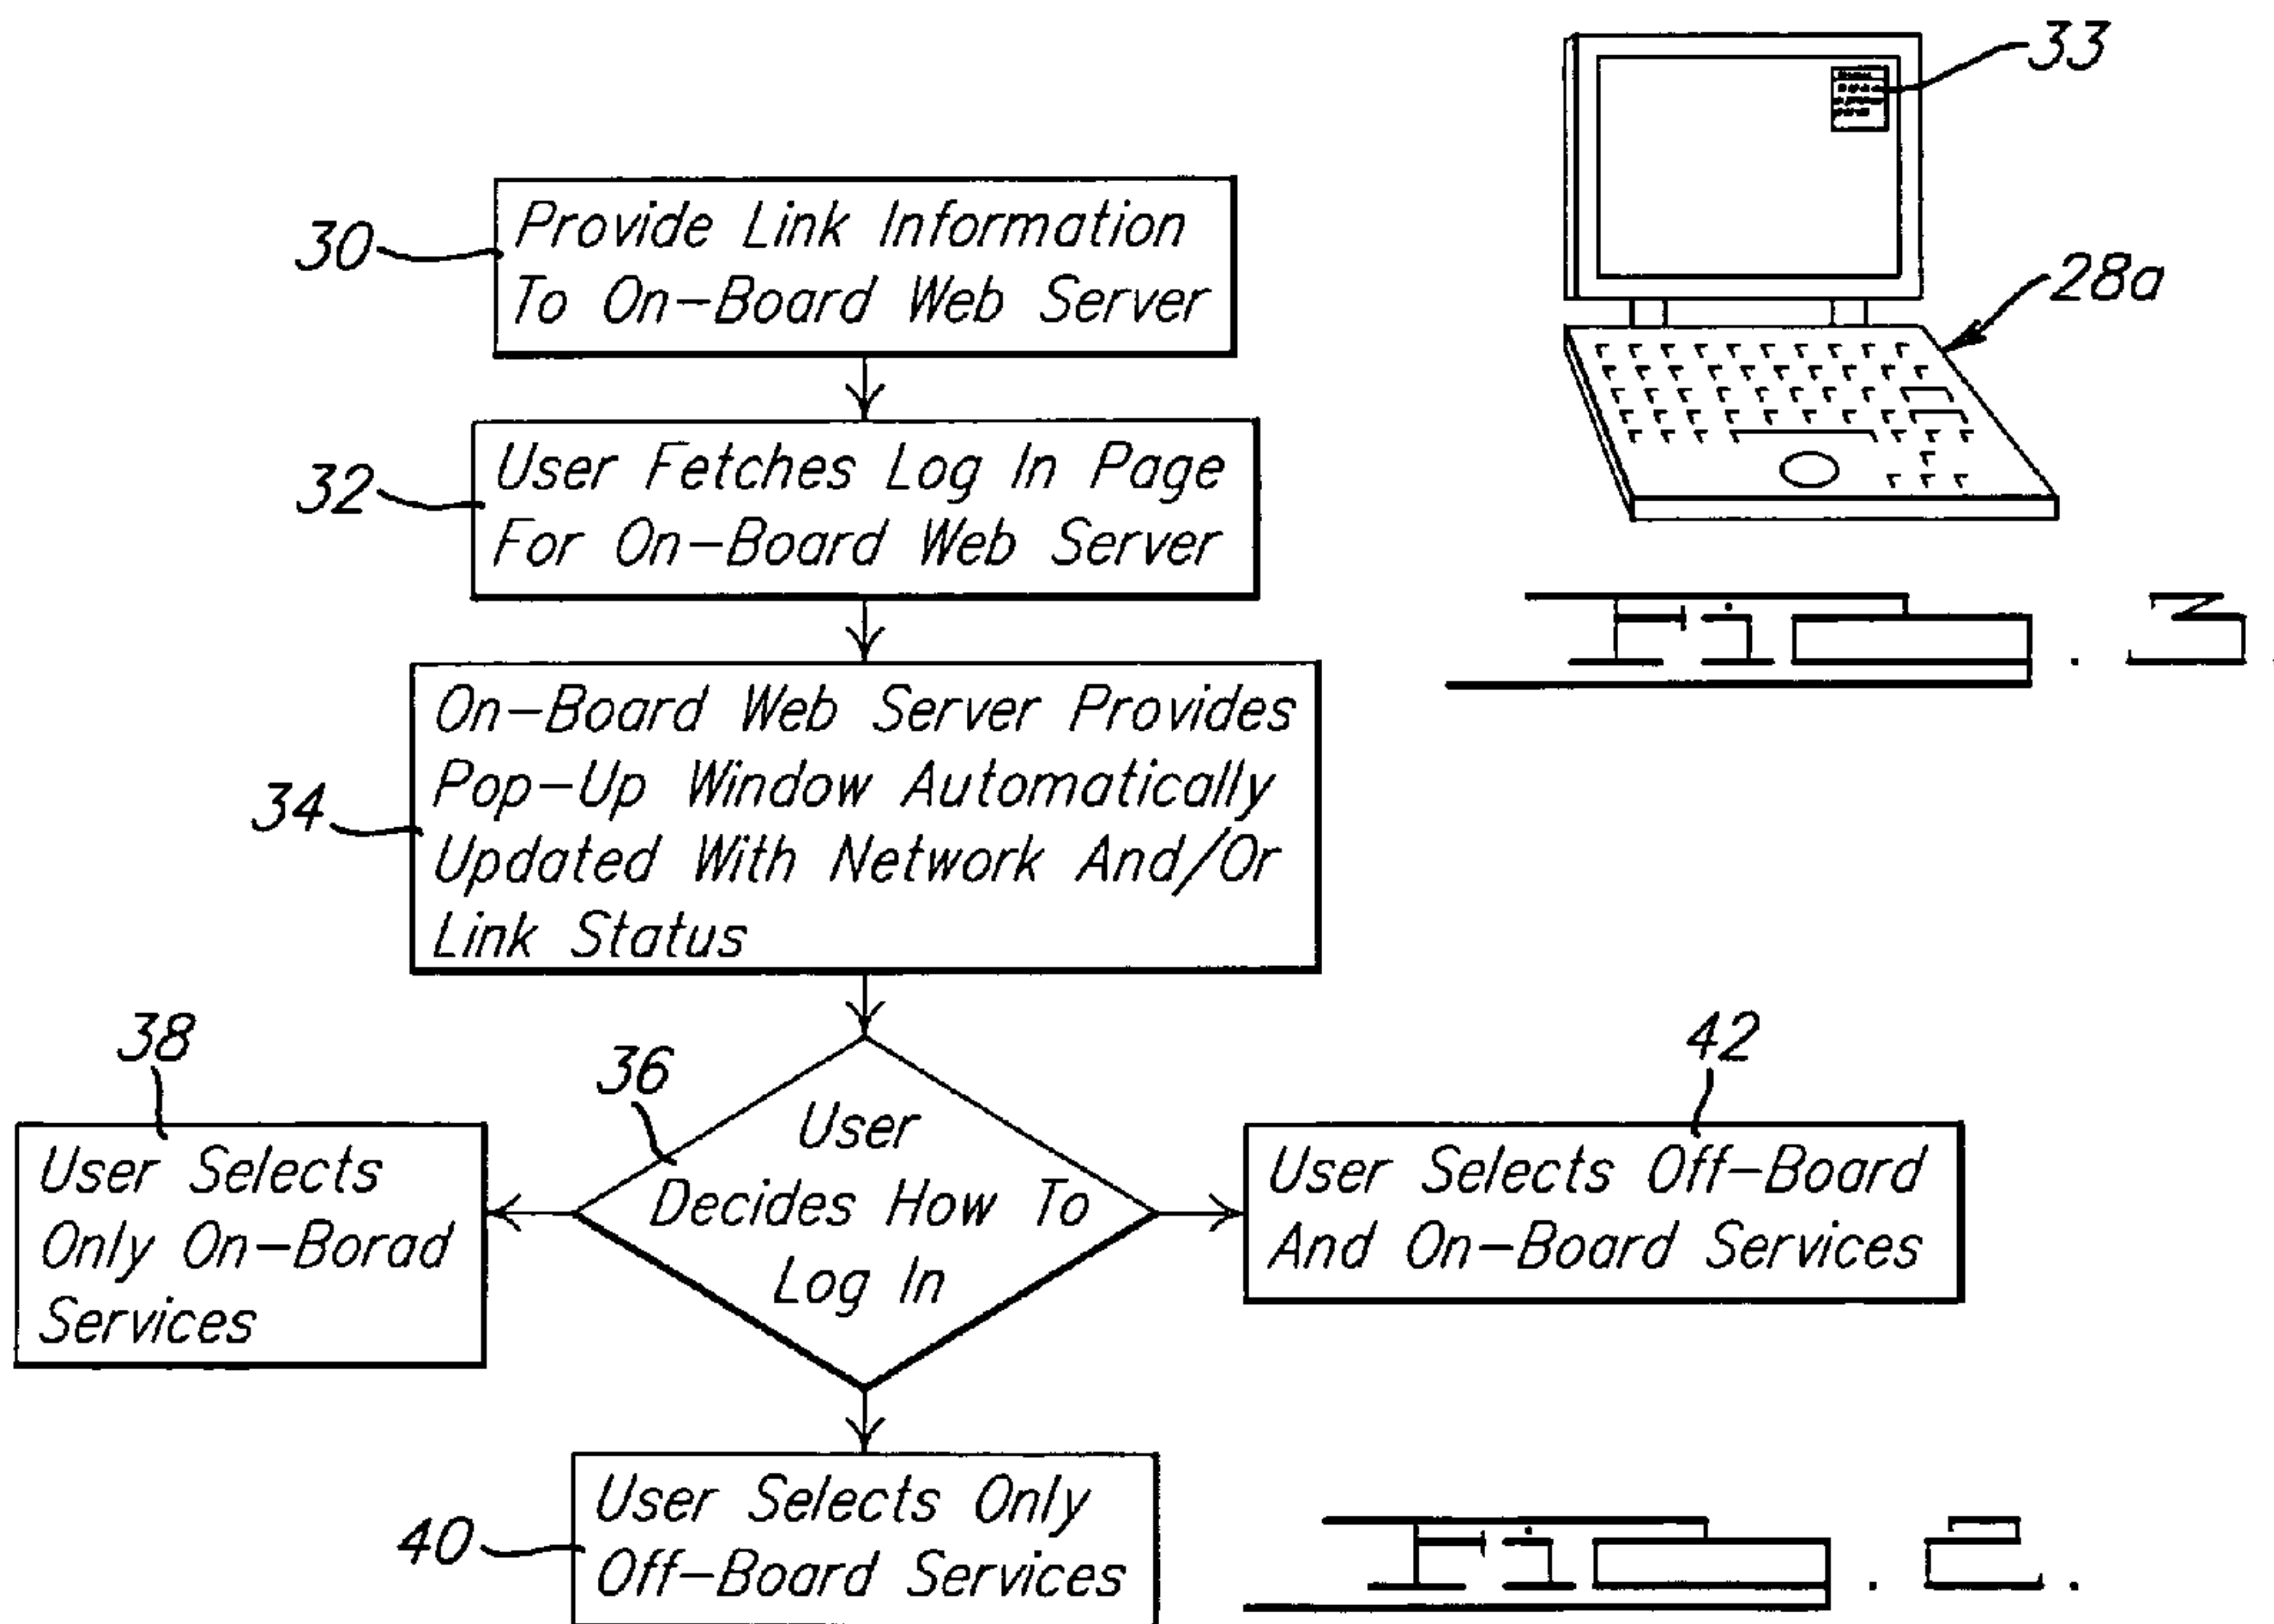 33
30
Provide Link Information
To On-Board Web Server
28a
32
User Fetches Log In Page
For On-Board Web Server
Fig. 3.
34
On-Board Web Server Provides
Pop-Up Window Automatically
Updated With Network And/Or
Link Status
38
36
42
User
Decides How To
Log In
User Selects
Only On-Borad
Services
User Selects Off-Board
And On-Board Services
40
User Selects Only
Off-Board Services
Fig. 2.